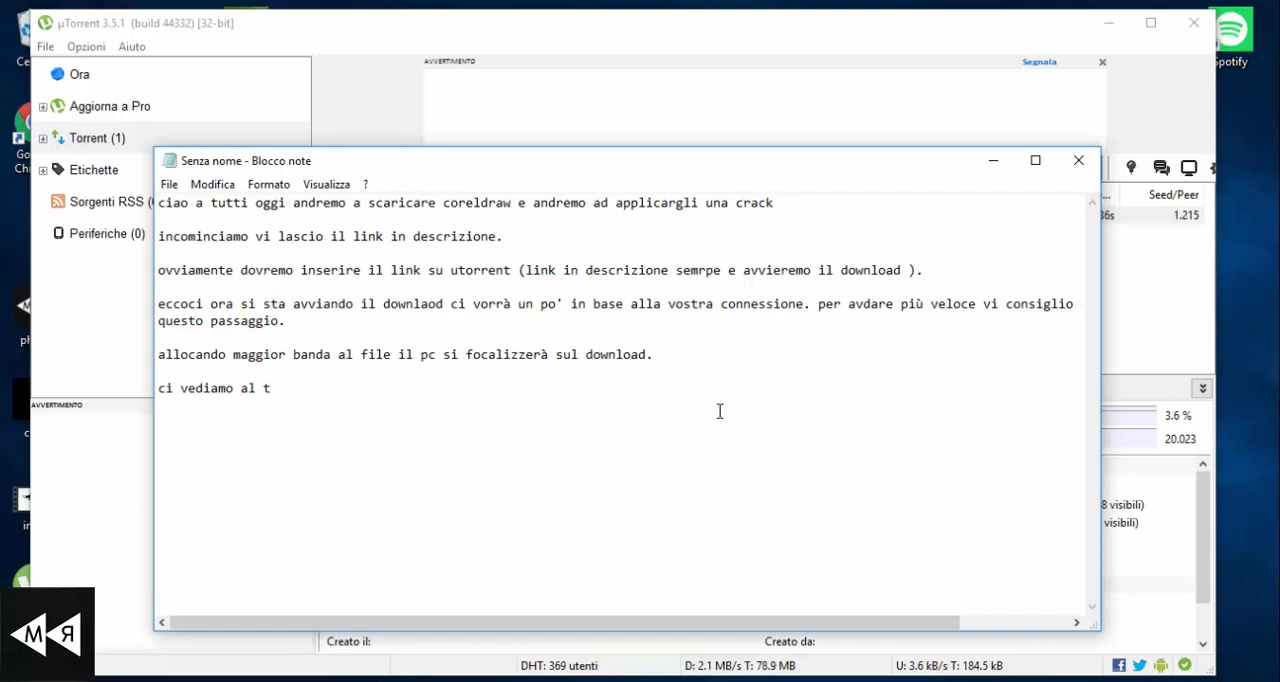 µTorrent 3.5.1 (build 44332) [32-bit]
File Opzioni Aiuto
Spotify
Ora
AVVERTIMENTO
Segnala
Aggiorna a Pro
Torrent (1)
Etichette
Sorgenti RSS
Periferiche (0)
Seed/Peer
1.215
Senza nome - Blocco note
File Modifica Formato Visualizza ?
ciao a tutti oggi andremo a scaricare coreldraw e andremo ad applicargli una crack
incominciamo vi lascio il link in descrizione.
ovviamente dovremo inserire il link su utorrent (link in descrizione semrpe e avvieremo il download ).
eccoci ora si sta avviando il downlaod ci vorrà un po' in base alla vostra connessione. per avdare più veloce vi consiglio
questo passaggio.
allocando maggior banda al file il pc si focalizzerà sul download.
ci vediamo al t
AVVERTIMENTO
3.6 %
20.023
8 visibili)
visibili)
Creato il:
Creato da:
DHT: 369 utenti
D: 2.1 MB/s T: 78.9 MB
U: 3.6 kB/s T: 184.5 kB
M Я